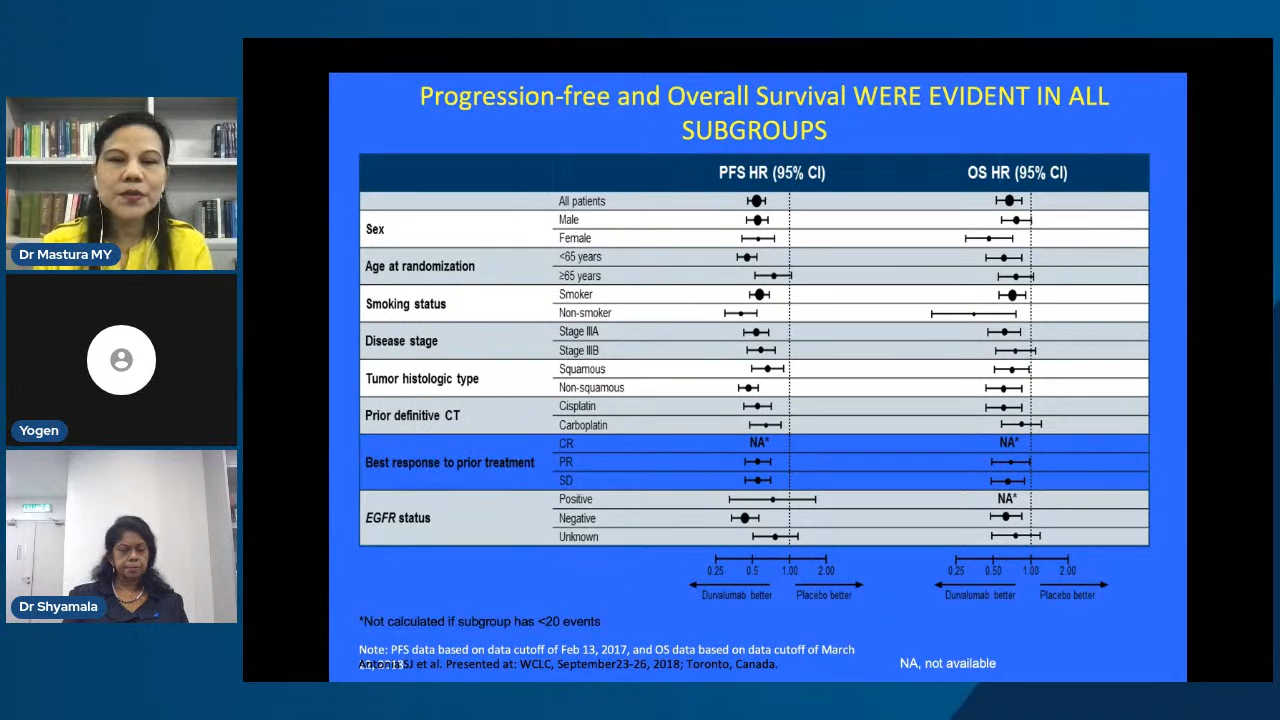 Progression-free and Overall Survival WERE EVIDENT IN ALL
SUBGROUPS
PFS HR (95% CI) OS HR (95% CI)
All patients
Sex
Male
Female
Age at randomization
<65 years
≥65 years
Smoking status
Smoker
Non-smoker
Disease stage
Stage IIIA
Stage IIIB
Tumor histologic type
Squamous
Non-squamous
Prior definitive CT
Cisplatin
Carboplatin
Best response to prior treatment
CR NA* NA*
PR
SD
EGFR status
Positive NA*
Negative
Unknown
0.25 0.5 1.00 2.00 0.25 0.50 1.00 2.00
Durvalumab better Placebo better Durvalumab better Placebo better
*Not calculated if subgroup has <20 events
Note: PFS data based on data cutoff of Feb 13, 2017, and OS data based on data cutoff of March
Antonia SJ et al. Presented at: WCLC, September23-26, 2018; Toronto, Canada.
NA, not available
Dr Mastura MY
Yogen
Dr Shyamala